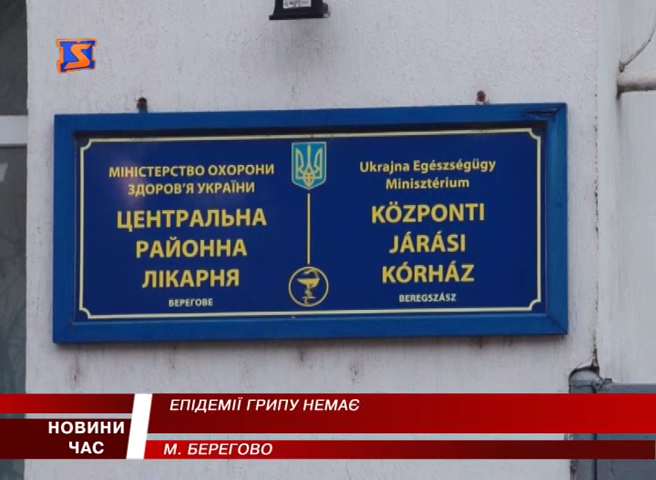 МІНІСТЕРСТВО ОХОРОНИ
ЗДОРОВ'Я УКРАЇНИ
ЦЕНТРАЛЬНА
РАЙОННА
ЛІКАРНЯ
БЕРЕГОВЕ
Ukrajna Egészségügy
Minisztérium
KÖZPONTI
JÁRÁSI
KÓRHÁZ
BEREGSZÁSZ
ЕПІДЕМІЇ ГРИПУ НЕМАЄ
НОВИНИ
ЧАС
М. БЕРЕГОВО